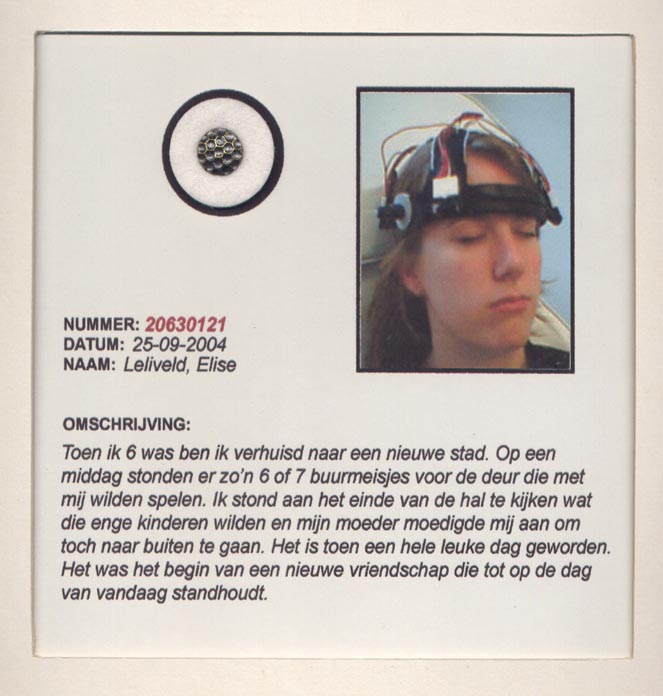 NUMMER: 20630121
DATUM: 25-09-2004
NAAM: Leliveld, Elise
OMSCHRIJVING:
Toen ik 6 was ben ik verhuisd naar een nieuwe stad. Op een
middag stonden er zo'n 6 of 7 buurmeisjes voor de deur die met
mij wilden spelen. Ik stond aan het einde van de hal te kijken wat
die enge kinderen wilden en mijn moeder moedigde mij aan om
toch naar buiten te gaan. Het is toen een hele leuke dag geworden.
Het was het begin van een nieuwe vriendschap die tot op de dag
van vandaag standhoudt.